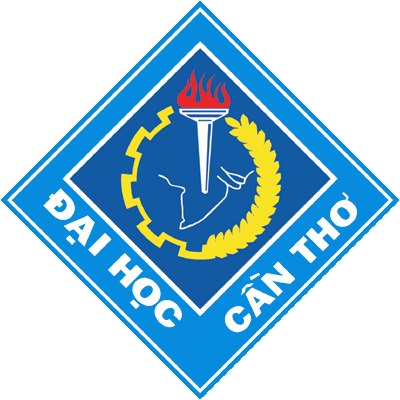 ĐẠI HỌC
CẦN THƠ